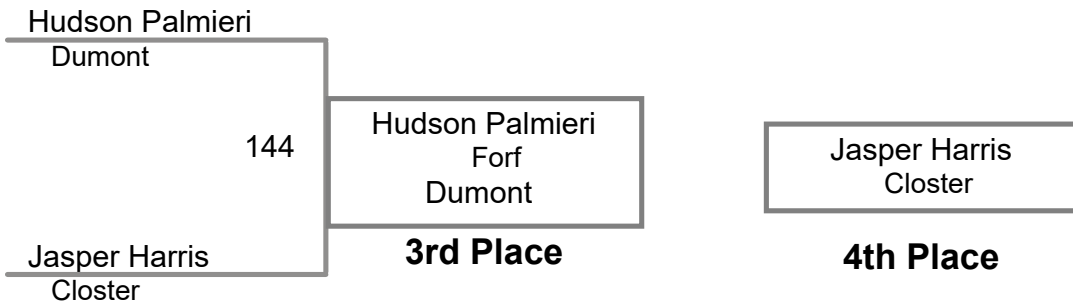 Hudson Palmieri
Dumont
144
Hudson Palmieri
Forf
Dumont
3rd Place
Jasper Harris
Closter
Jasper Harris
Closter
4th Place